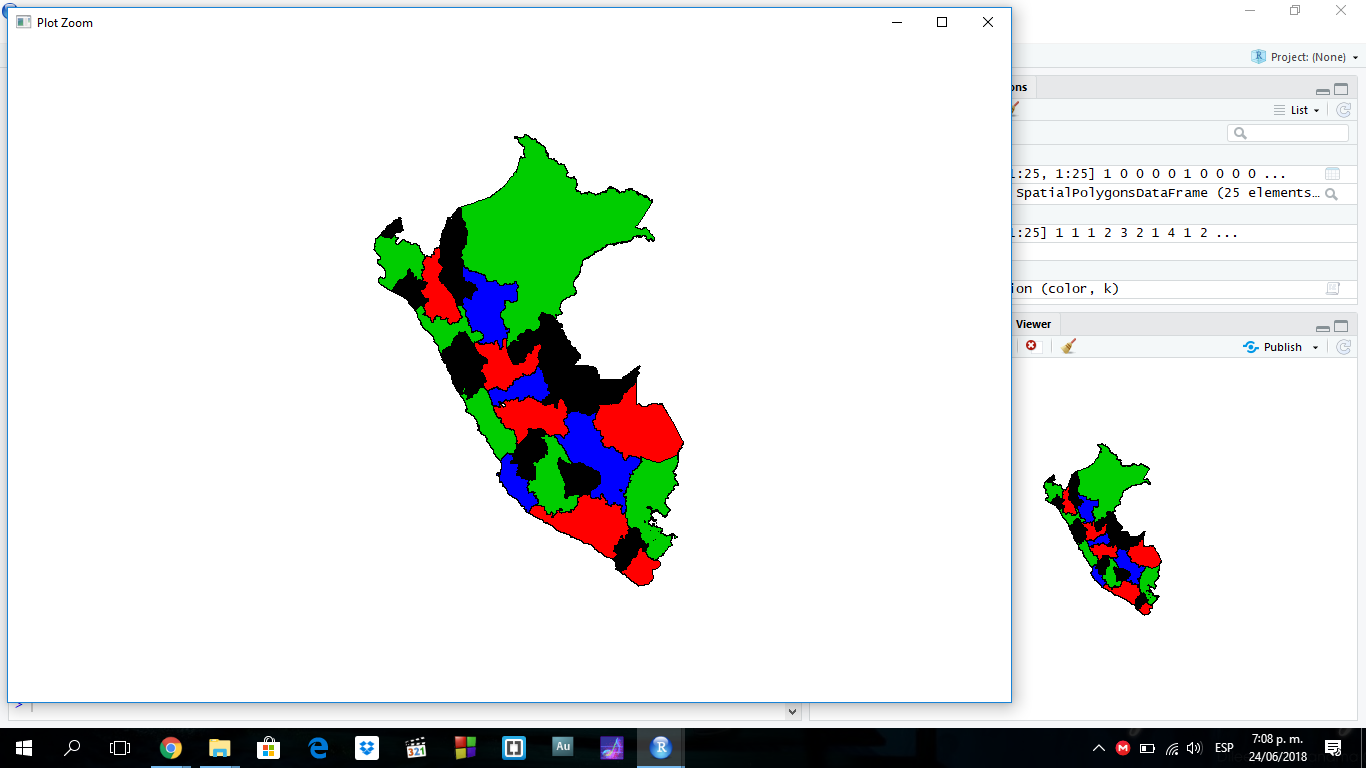 Plot Zoom
Project: (None)
ons
List
1:25, 1:25] 1 0 0 0 0 1 0 0 0 0 ...
SpatialPolygonsDataFrame (25 elements…
1:25] 1 1 1 2 3 2 1 4 1 2 ...
ion (color, k)
Viewer
Publish
>
321
Au
R
M
ESP
7:08 p. m.
24/06/2018